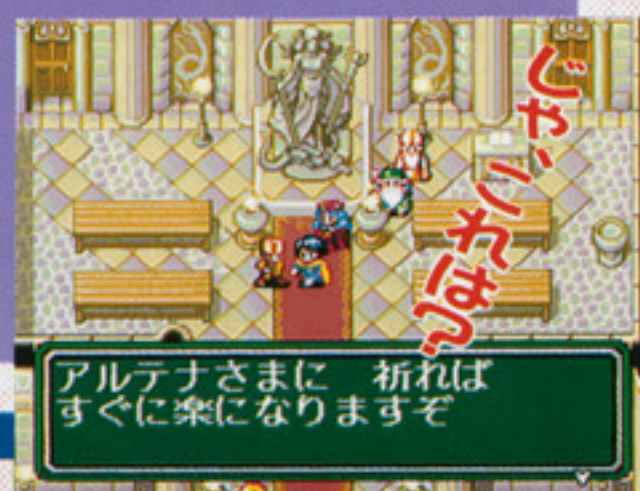 じゃ、これは?
アルテナさまに　祈れば
すぐに楽になりますぞ